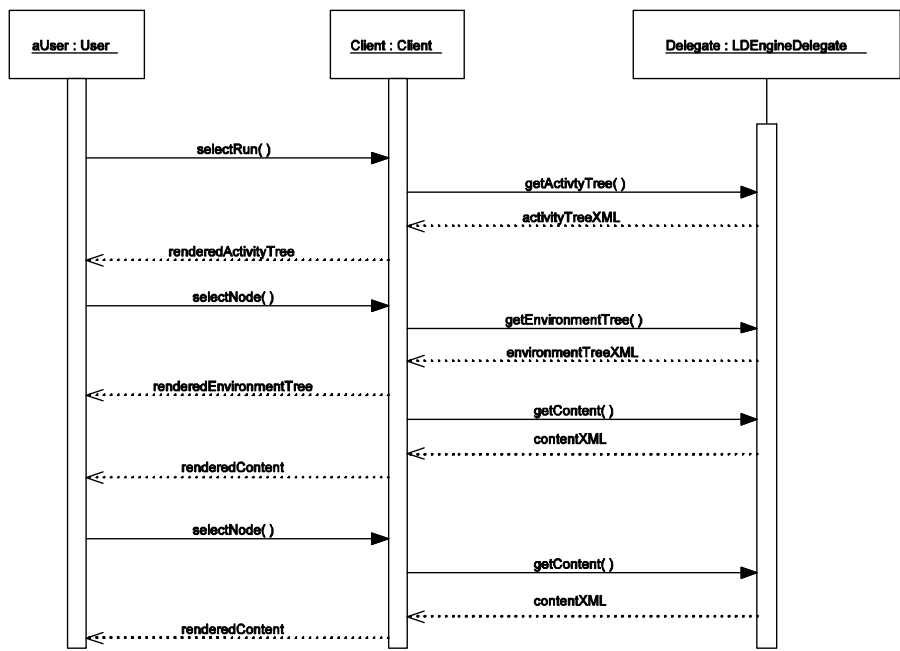 aUser : User
Client : Client
Delegate : LDEngineDelegate
selectRun( )
getActivtyTree( )
activityTreeXML
renderedActivityTree
selectNode( )
getEnvironmentTree( )
environmentTreeXML
renderedEnvironmentTree
getContent( )
contentXML
renderedContent
selectNode( )
getContent( )
contentXML
renderedContent